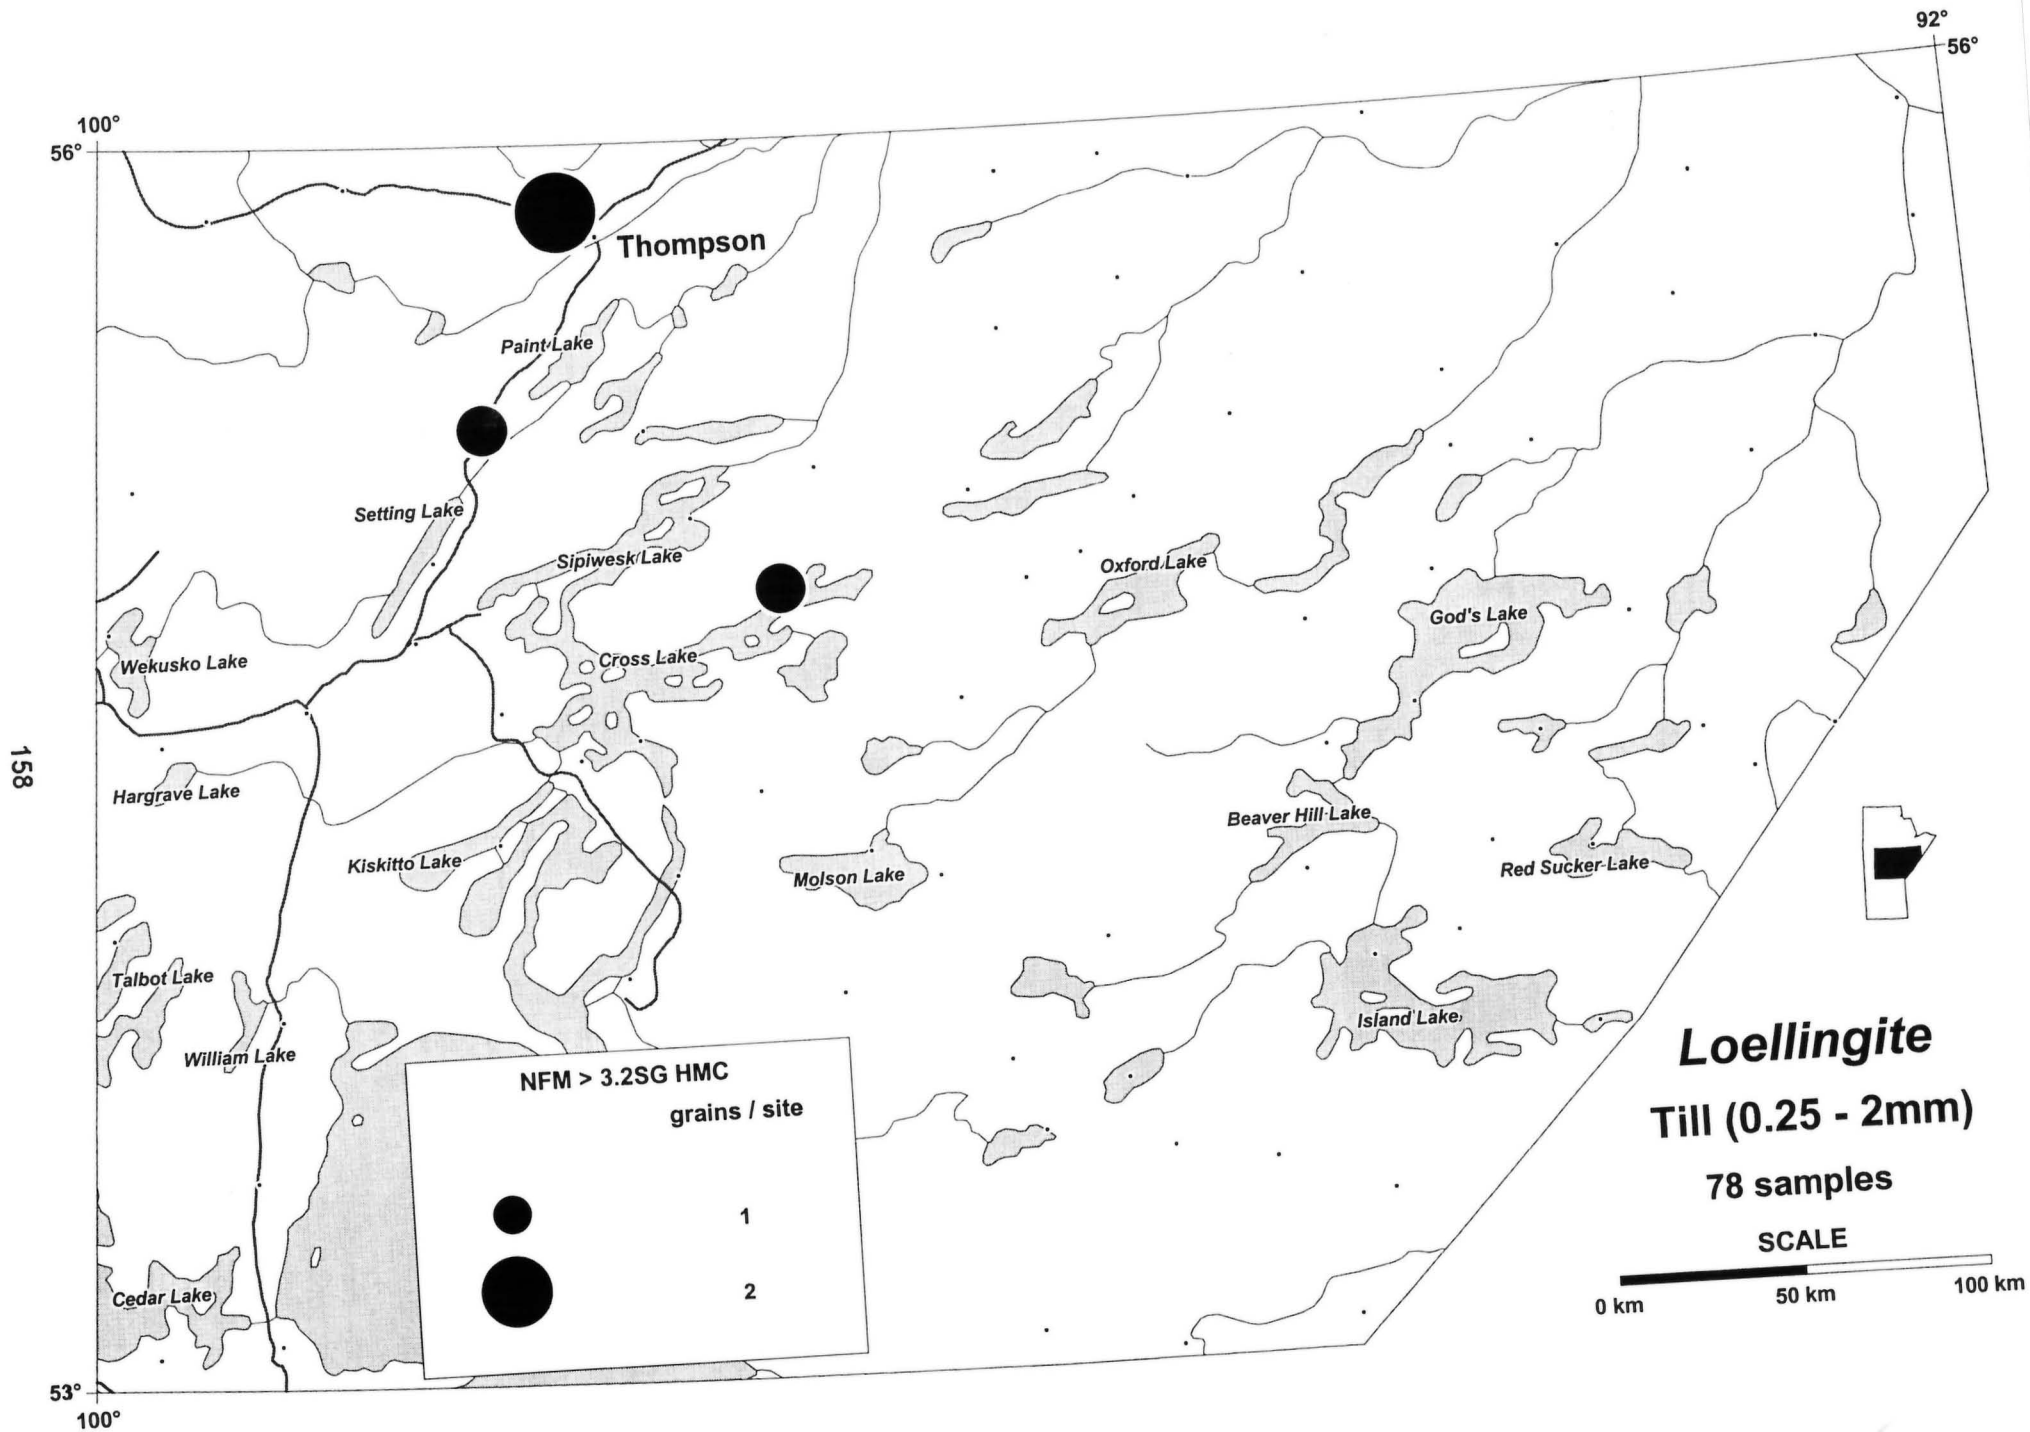 92°
56°
100°
56°
Thompson
Paint Lake
Setting Lake
Sipiwesk Lake
Oxford Lake
God's Lake
Cross Lake
Wekusko Lake
158
Hargrave Lake
Beaver Hill Lake
Kiskitto Lake
Molson Lake
Red Sucker Lake
Talbot Lake
Island Lake
William Lake
Loellingite
Till (0.25 - 2mm)
78 samples
SCALE
0 km
50 km
100 km
NFM > 3.2SG HMC
grains / site
1
2
Cedar Lake
53°
100°